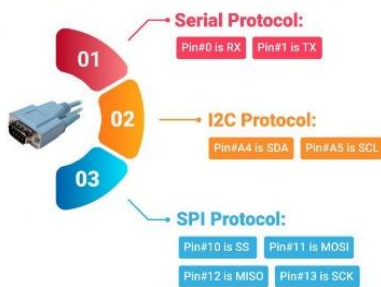 01
Serial Protocol:
Pin#0 is RX Pin#1 is TX
02
I2C Protocol:
Pin#A4 is SDA Pin#A5 is SCL
03
SPI Protocol:
Pin#10 is SS Pin#11 is MOSI
Pin#12 is MISO Pin#13 is SCK